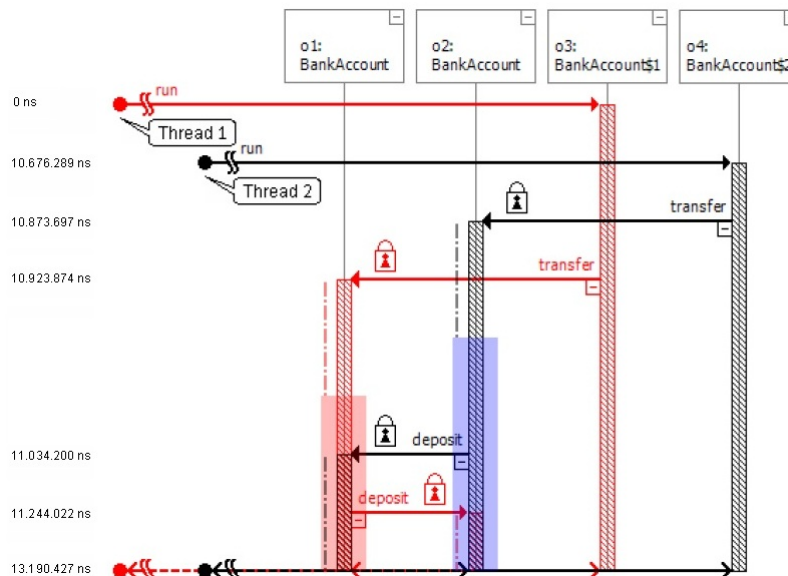 o1:
BankAccount
o2:
BankAccount
o3:
BankAccount$1
o4:
BankAccount$2
0 ns
run
Thread 1
10.676.289 ns
run
Thread 2
10.873.697 ns
transfer
10.923.874 ns
transfer
11.034.200 ns
deposit
11.244.022 ns
deposit
13.190.427 ns